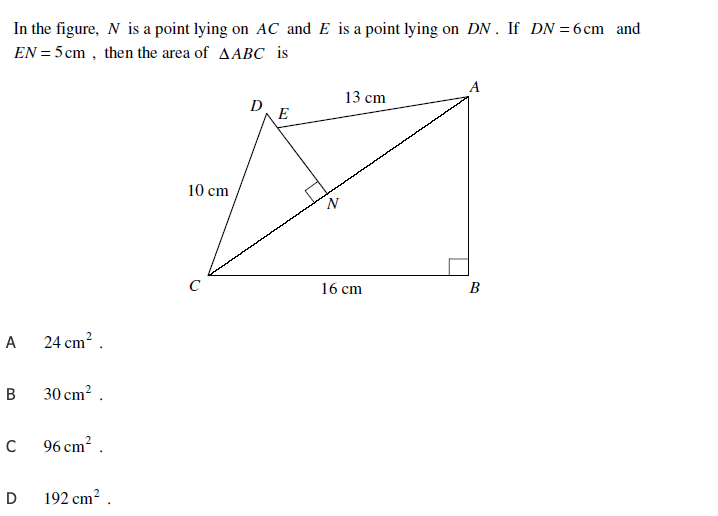 In the figure, N is a point lying on AC and E is a point lying on DN . If DN = 6 cm and
EN = 5 cm , then the area of ΔABC is
A
13 cm
D
E
10 cm
N
C
16 cm
B
A 24 cm² .
B 30 cm² .
C 96 cm² .
D 192 cm² .